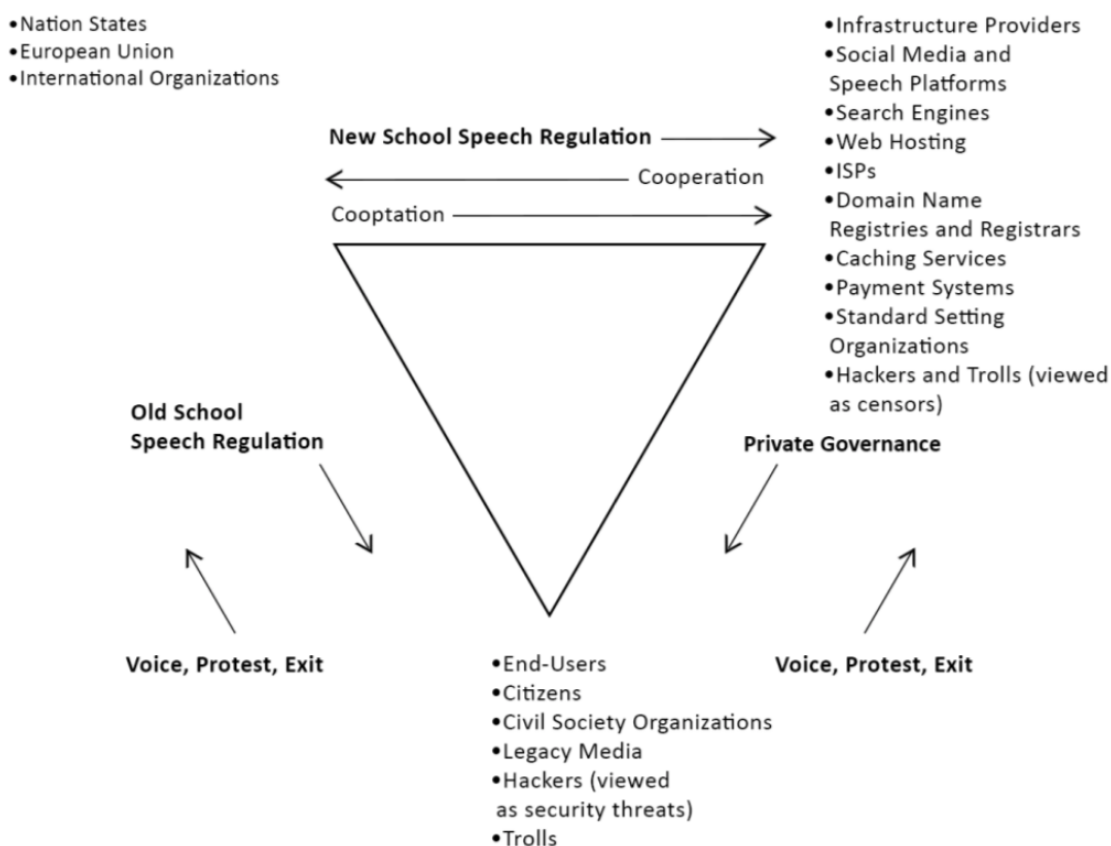 •Nation States
•European Union
•International Organizations
•Infrastructure Providers
•Social Media and
Speech Platforms
•Search Engines
•Web Hosting
•ISPs
•Domain Name
Registries and Registrars
•Caching Services
•Payment Systems
•Standard Setting
Organizations
•Hackers and Trolls (viewed
as censors)
New School Speech Regulation
Cooperation
Cooptation
Old School
Speech Regulation
Private Governance
Voice, Protest, Exit
•End-Users
•Citizens
•Civil Society Organizations
•Legacy Media
•Hackers (viewed
as security threats)
•Trolls
Voice, Protest, Exit